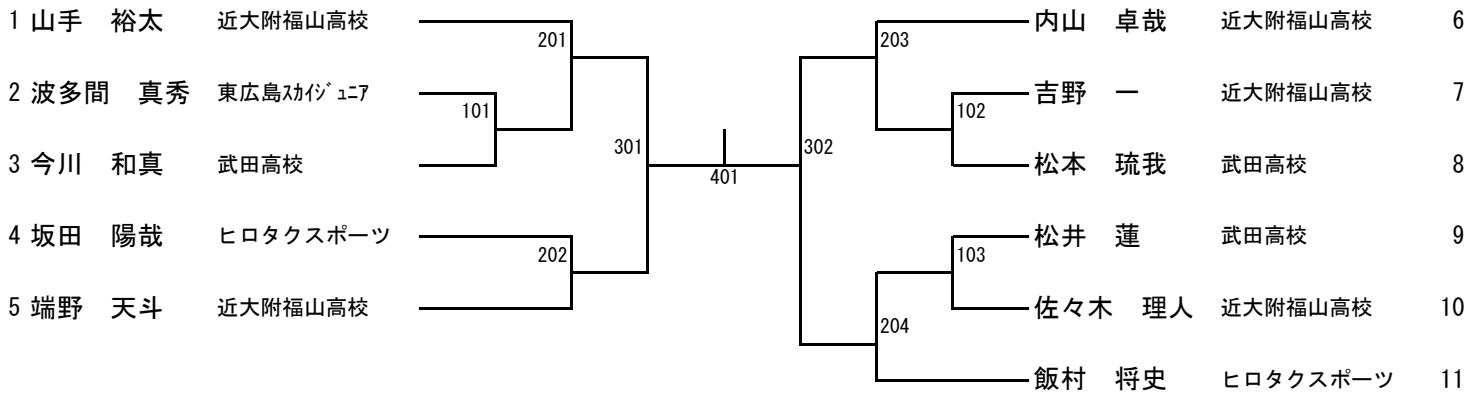 1 山手　裕太　近大附福山高校
201
2 波多間　真秀　東広島ｽｶｲｼﾞｭﾆｱ
101
3 今川　和真　武田高校
301
4 坂田　陽哉　ヒロタクスポーツ
202
5 端野　天斗　近大附福山高校
401
内山　卓哉　近大附福山高校　6
203
吉野　一　近大附福山高校　7
102
松本　琉我　武田高校　8
302
松井　蓮　武田高校　9
103
佐々木　理人　近大附福山高校　10
204
飯村　将史　ヒロタクスポーツ　11